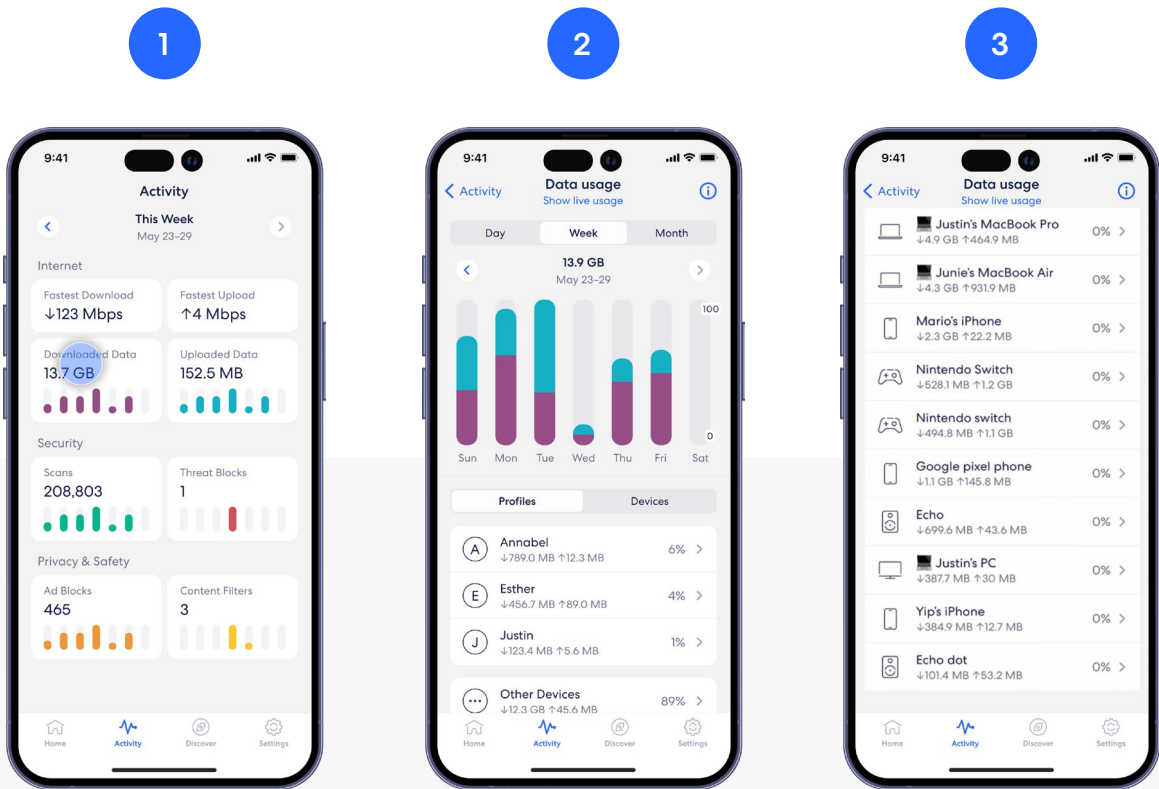 1
2
3
9:41
Activity
This Week
May 23–29
Internet
Fastest Download
↓123 Mbps
Fastest Upload
↑4 Mbps
Downloaded Data
13.7 GB
Uploaded Data
152.5 MB
Security
Scans
208,803
Threat Blocks
1
Privacy & Safety
Ad Blocks
465
Content Filters
3
Home
Activity
Discover
Settings
9:41
Activity
Data usage
Show live usage
Day
Week
Month
13.9 GB
May 23–29
100
0
Sun Mon Tue Wed Thu Fri Sat
Profiles
Devices
A
Annabel
↓789.0 MB ↑12.3 MB
6%
E
Esther
↓456.7 MB ↑89.0 MB
4%
J
Justin
↓123.4 MB ↑5.6 MB
1%
Other Devices
↓12.3 GB ↑45.6 MB
89%
Home
Activity
Discover
Settings
9:41
Activity
Data usage
Show live usage
Justin's MacBook Pro
↓4.9 GB ↑464.9 MB
0%
Junie's MacBook Air
↓4.3 GB ↑931.9 MB
0%
Mario's iPhone
↓2.3 GB ↑22.2 MB
0%
Nintendo Switch
↓528.1 MB ↑1.2 GB
0%
Nintendo switch
↓494.8 MB ↑1.1 GB
0%
Google pixel phone
↓1.1 GB ↑145.8 MB
0%
Echo
↓699.6 MB ↑43.6 MB
0%
Justin's PC
↓387.7 MB ↑30 MB
0%
Yip's iPhone
↓384.9 MB ↑12.7 MB
0%
Echo dot
↓101.4 MB ↑53.2 MB
0%
Home
Activity
Discover
Settings